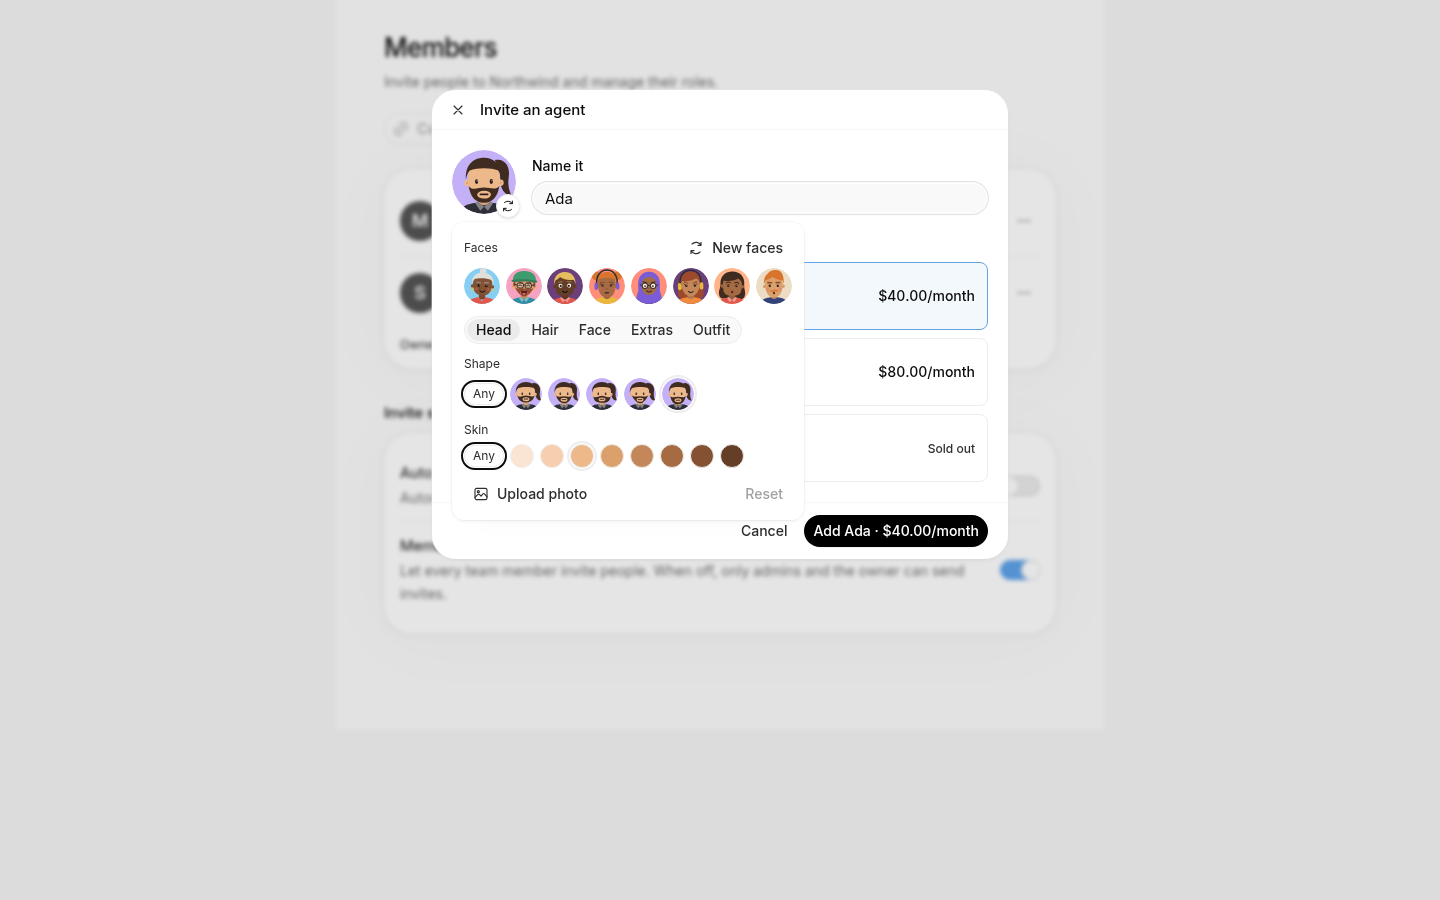 Members
Invite people to Northwind and manage their roles.
Invite an agent
Name it
Ada
Faces
New faces
Head
Hair
Face
Extras
Outfit
Shape
Any
Skin
Any
Upload photo
Reset
$40.00/month
$80.00/month
Sold out
Cancel
Add Ada · $40.00/month
M
S
Let every team member invite people. When off, only admins and the owner can send
invites.